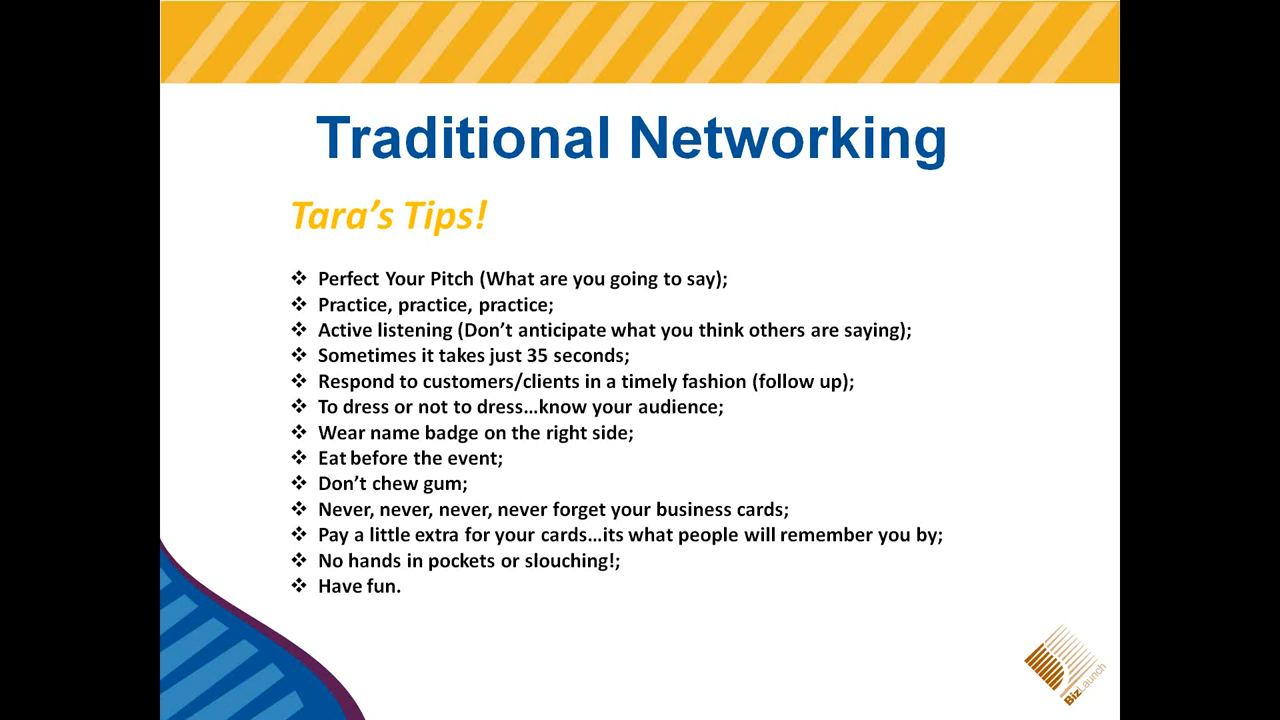 Traditional Networking
Tara's Tips!
❖ Perfect Your Pitch (What are you going to say);
❖ Practice, practice, practice;
❖ Active listening (Don't anticipate what you think others are saying);
❖ Sometimes it takes just 35 seconds;
❖ Respond to customers/clients in a timely fashion (follow up);
❖ To dress or not to dress…know your audience;
❖ Wear name badge on the right side;
❖ Eat before the event;
❖ Don't chew gum;
❖ Never, never, never, never forget your business cards;
❖ Pay a little extra for your cards…its what people will remember you by;
❖ No hands in pockets or slouching!;
❖ Have fun.
BizLaunch